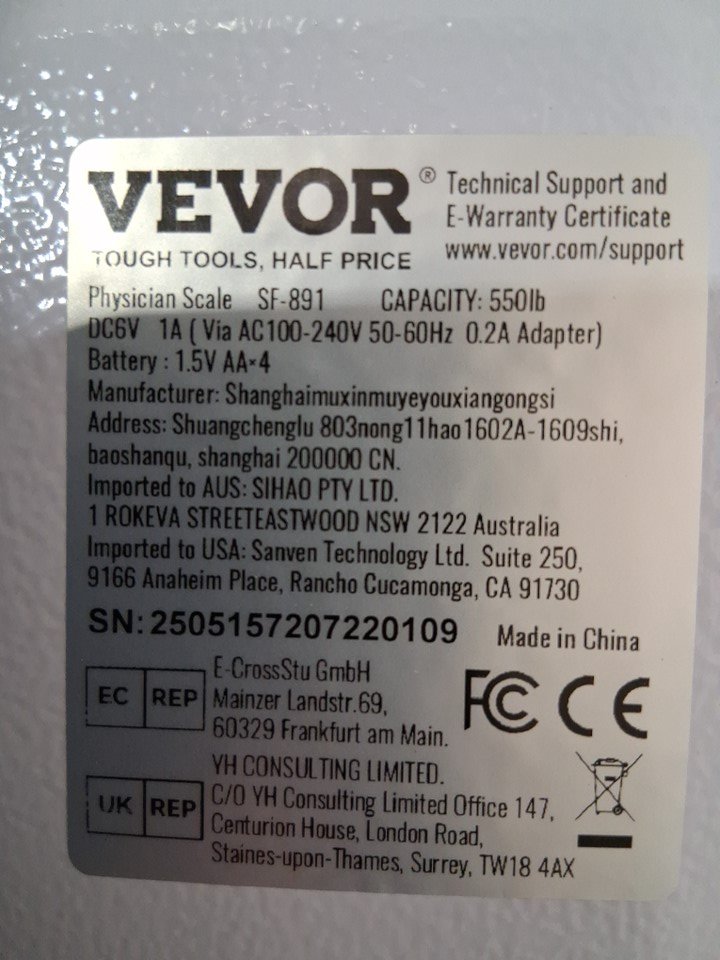 VEVOR®
TOUGH TOOLS, HALF PRICE
Technical Support and
E-Warranty Certificate
www.vevor.com/support
Physician Scale SF-891 CAPACITY: 550lb
DC6V 1A ( Via AC100-240V 50-60Hz 0.2A Adapter)
Battery : 1.5V AA×4
Manufacturer: Shanghaimuxinmuyeyouxiangongsi
Address: Shuangchenglu 803nong11hao1602A-1609shi,
baoshanqu, shanghai 200000 CN.
Imported to AUS: SIHAO PTY LTD.
1 ROKEVA STREETEASTWOOD NSW 2122 Australia
Imported to USA: Sanven Technology Ltd. Suite 250,
9166 Anaheim Place, Rancho Cucamonga, CA 91730
SN: 2505157207220109 Made in China
EC REP
E-CrossStu GmbH
Mainzer Landstr.69,
60329 Frankfurt am Main.
FC CE
UK REP
YH CONSULTING LIMITED.
C/O YH Consulting Limited Office 147,
Centurion House, London Road,
Staines-upon-Thames, Surrey, TW18 4AX